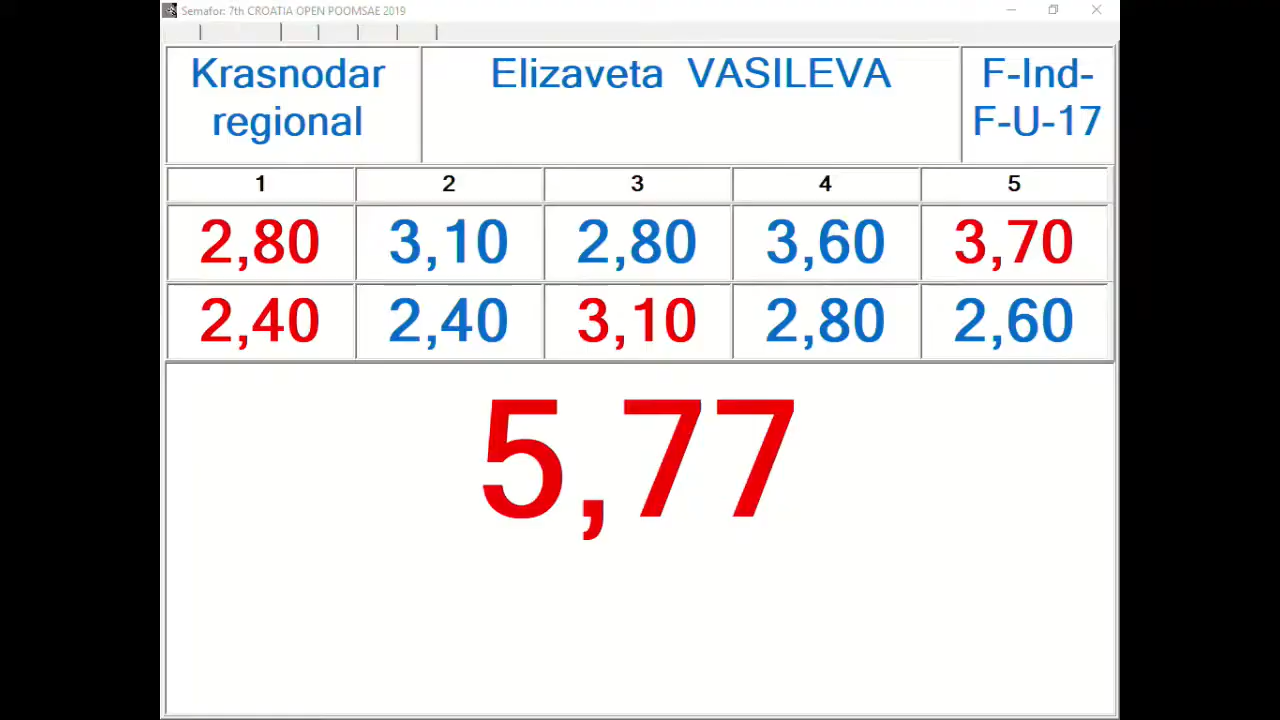 Semafor: 7th CROATIA OPEN POOMSAE 2019
Krasnodar regional
Elizaveta VASILEVA
F-Ind-F-U-17
1 2 3 4 5
2,80 3,10 2,80 3,60 3,70
2,40 2,40 3,10 2,80 2,60
5,77